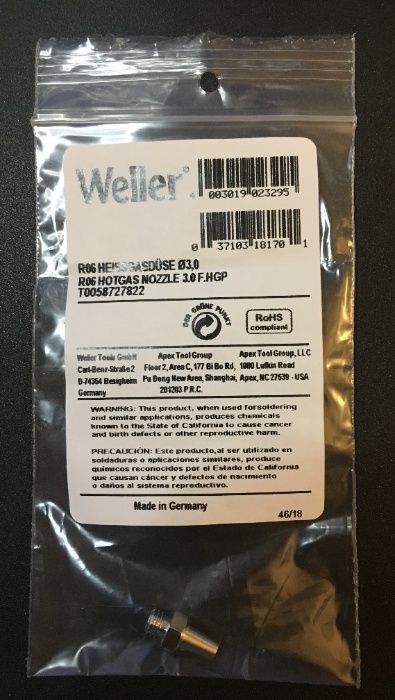 Weller®
4 003019 023295
0 37103 18170 1
R06 HEISSGASDÜSE Ø3,0
R06 HOTGAS NOZZLE 3.0 F.HGP
T0058727822
DER GRÜNE PUNKT
RoHS
compliant
Weller Tools GmbH
Carl-Benz-Straße 2
D-74354 Besigheim
Germany
Apex Tool Group
Floor 2, Area C, 177 Bi Bo Rd,
Pu Dong New Area, Shanghai,
201203 P.R.C.
Apex Tool Group, LLC
1000 Lufkin Road
Apex, NC 27539 - USA
WARNING: This product, when used forsoldering
and similar applications, produces chemicals
known to the State of California to cause cancer
and birth defects or other reproductive harm.
PRECAUCIÓN: Este producto,al ser utilizado en
soldaduras o aplicaciones similares, produce
químicos reconocidos por el Estado de California
que causan cáncer y defectos de nacimiento
o daños al sistema reproductivo.
Made in Germany
46/18